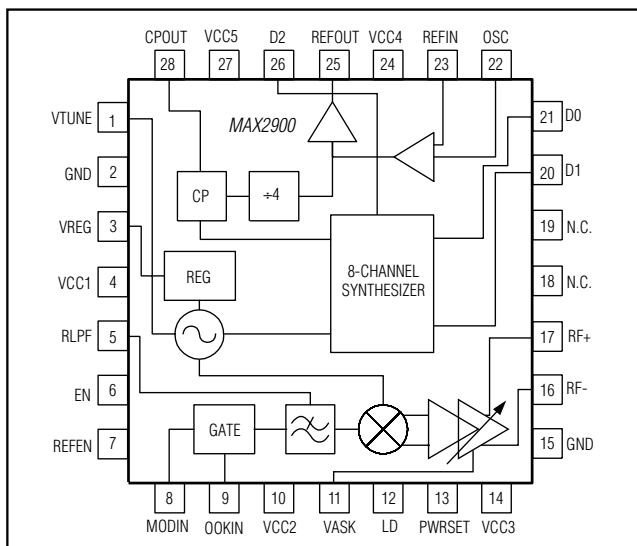 CPOUT VCC5 D2 REFOUT VCC4 REFIN OSC
28 27 26 25 24 23 22
MAX2900
VTUNE 1
GND 2
VREG 3
VCC1 4
RLPF 5
EN 6
REFEN 7
21 D0
20 D1
19 N.C.
18 N.C.
17 RF+
16 RF-
15 GND
CP
÷4
REG
8-CHANNEL
SYNTHESIZER
GATE
8 9 10 11 12 13 14
MODIN OOKIN VCC2 VASK LD PWRSET VCC3